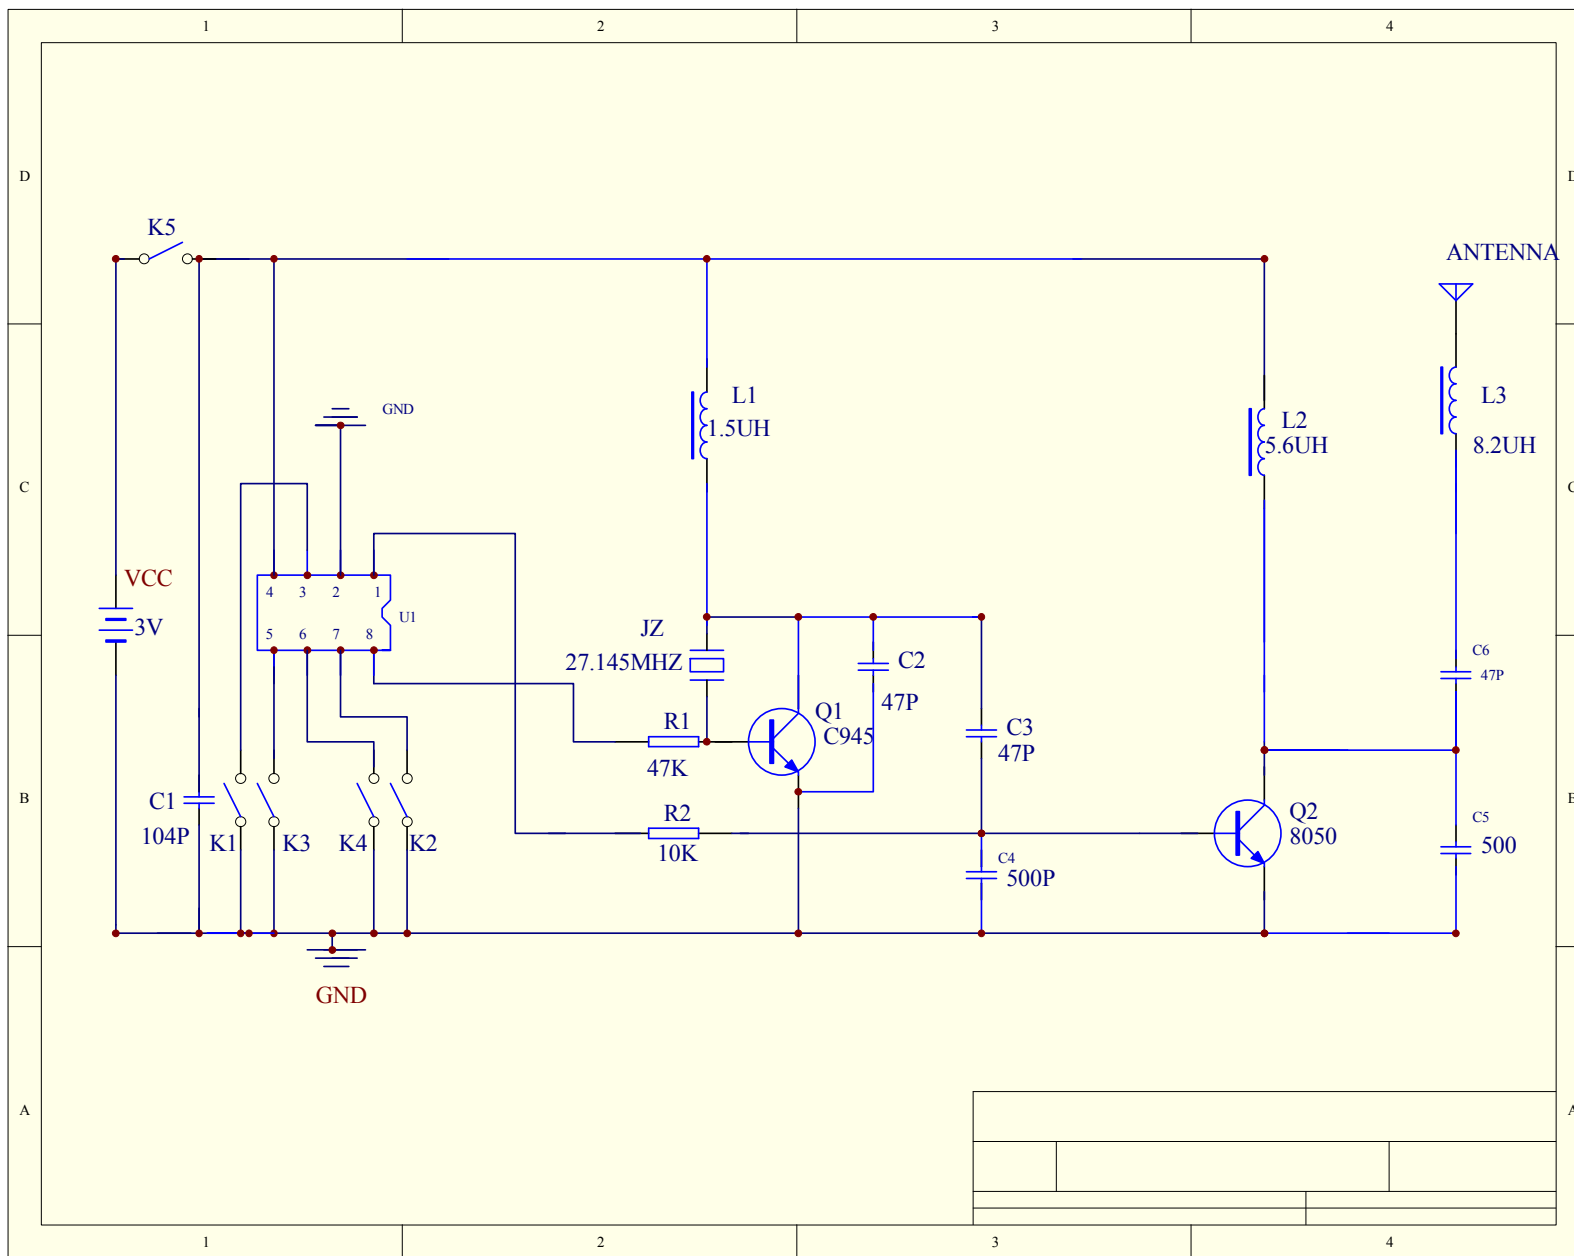 1 2 3 4
D D
K5
ANTENNA
L1
1.5UH
GND
L2
5.6UH
L3
8.2UH
C C
VCC
3V
4 3 2 1
U1
5 6 7 8
JZ
27.145MHZ
C2
47P
C6
47P
R1
47K
Q1
C945
C3
47P
B B
C1
104P
K1 K3 K4 K2
R2
10K
C4
500P
Q2
8050
C5
500
GND
A A
1 2 3 4